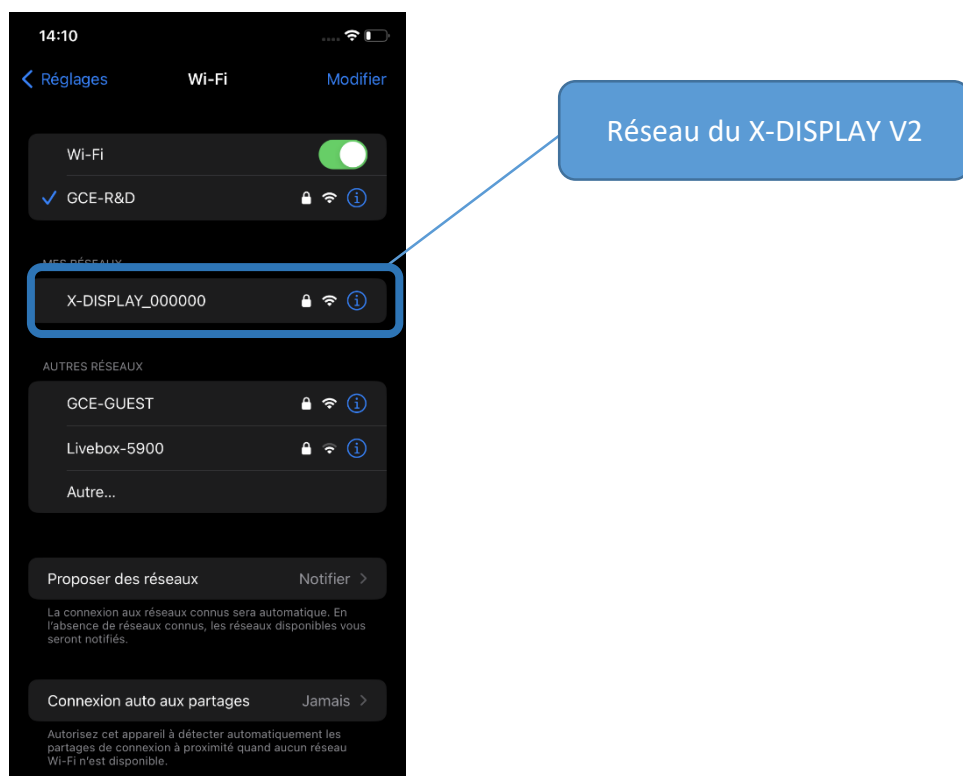 14:10
Réglages
Wi-Fi
Modifier
Wi-Fi
GCE-R&D
MES RÉSEAUX
X-DISPLAY_000000
AUTRES RÉSEAUX
GCE-GUEST
Livebox-5900
Autre...
Proposer des réseaux
Notifier
La connexion aux réseaux connus sera automatique. En
l'absence de réseaux connus, les réseaux disponibles vous
seront notifiés.
Connexion auto aux partages
Jamais
Autorisez cet appareil à détecter automatiquement les
partages de connexion à proximité quand aucun réseau
Wi-Fi n'est disponible.
Réseau du X-DISPLAY V2